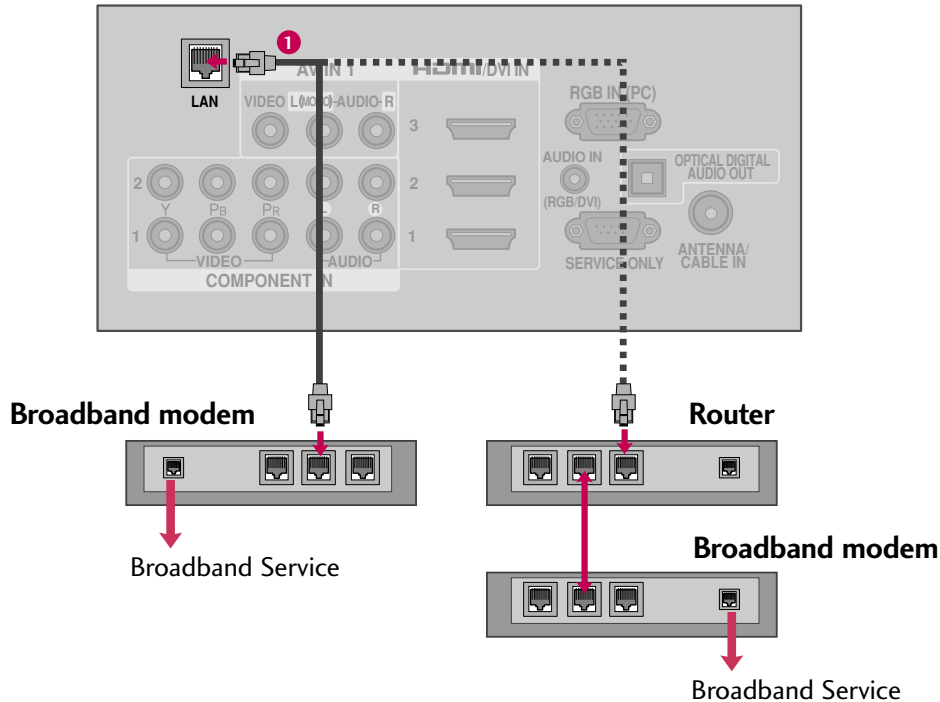 1
LAN
AV IN 1
HDMI/DVI IN
VIDEO L(MONO)-AUDIO-R
RGB IN (PC)
3
AUDIO IN
(RGB/DVI)
OPTICAL DIGITAL
AUDIO OUT
2
2
Y PB PR L R
1
1
VIDEO
AUDIO
SERVICE ONLY
ANTENNA/
CABLE IN
COMPONENT IN
Broadband modem
Router
Broadband Service
Broadband modem
Broadband Service